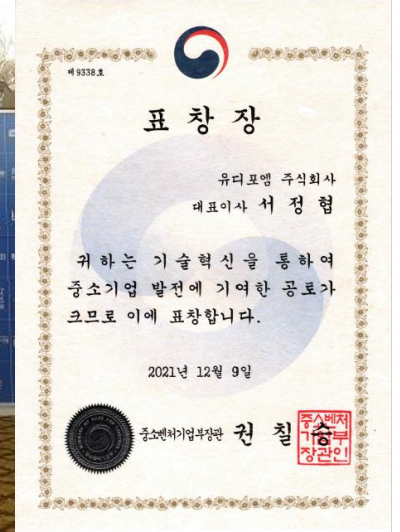 제 9338 호
표 창 장
유디포엠 주식회사
대표이사 서 정 협
귀하는 기술혁신을 통하여
중소기업 발전에 기여한 공로가
크므로 이에 표창합니다.
2021년 12월 9일
중소벤처기업부장관 권 칠 승
중소벤처
기업부
장관인